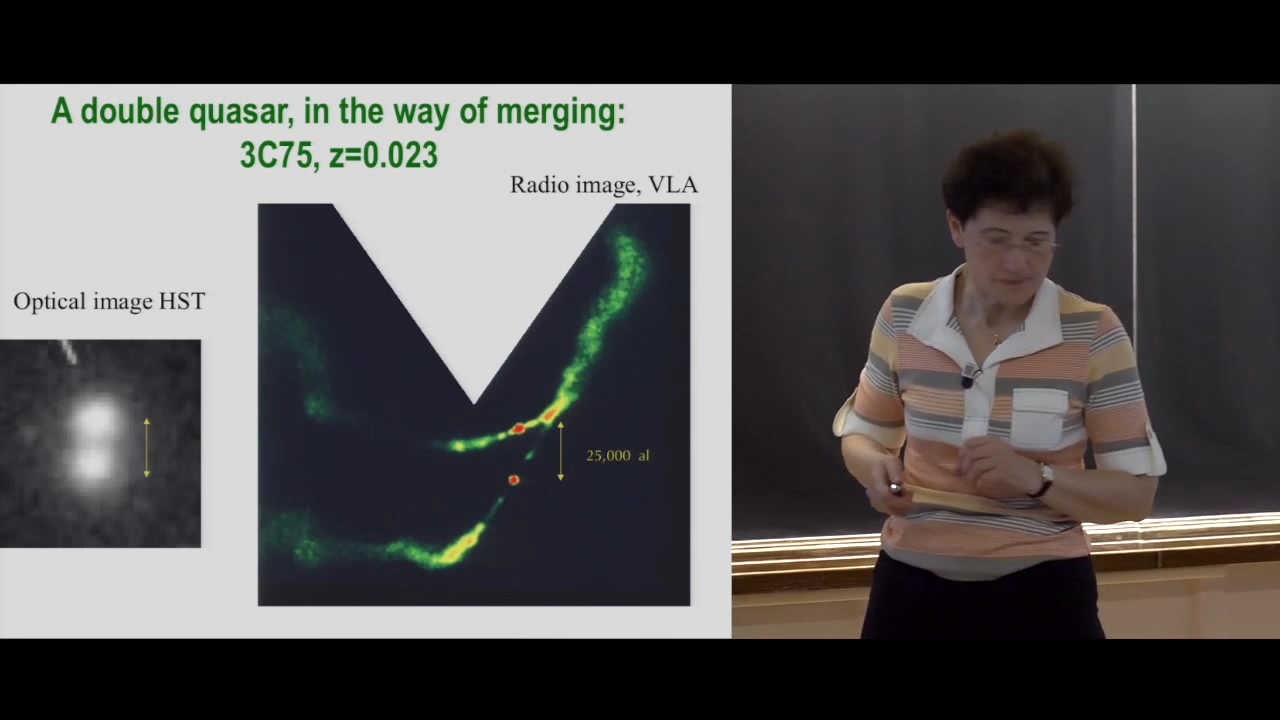 A double quasar, in the way of merging:
3C75, z=0.023
Radio image, VLA
Optical image HST
25,000 al